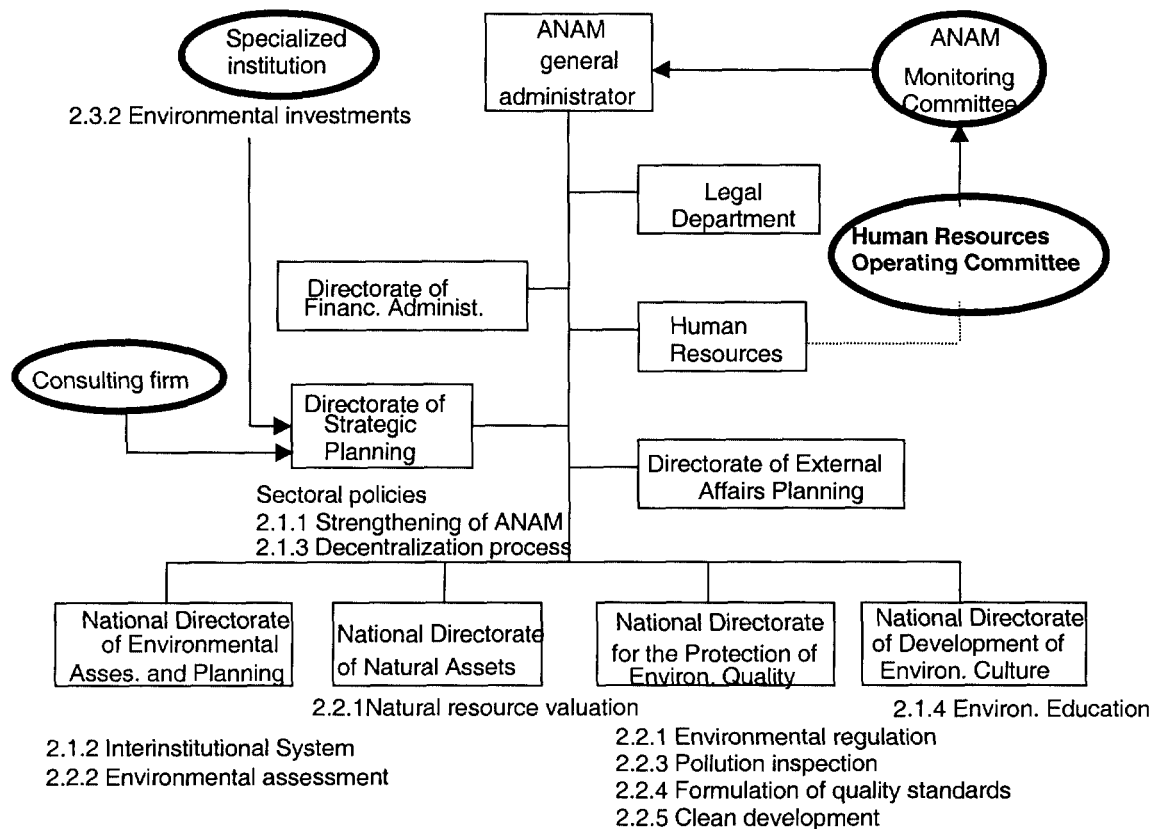 Specialized
institution
2.3.2 Environmental investments
ANAM
general
administrator
ANAM
Monitoring
Committee
Legal
Department
Human Resources
Operating Committee
Directorate of
Financ. Administ.
Human
Resources
Consulting firm
Directorate of
Strategic
Planning
Directorate of External
Affairs Planning
Sectoral policies
2.1.1 Strengthening of ANAM
2.1.3 Decentralization process
National Directorate
of Environmental
Asses. and Planning
National Directorate
of Natural Assets
National Directorate
for the Protection of
Environ. Quality
National Directorate
of Development of
Environ. Culture
2.2.1Natural resource valuation
2.1.4 Environ. Education
2.1.2 Interinstitutional System
2.2.2 Environmental assessment
2.2.1 Environmental regulation
2.2.3 Pollution inspection
2.2.4 Formulation of quality standards
2.2.5 Clean development